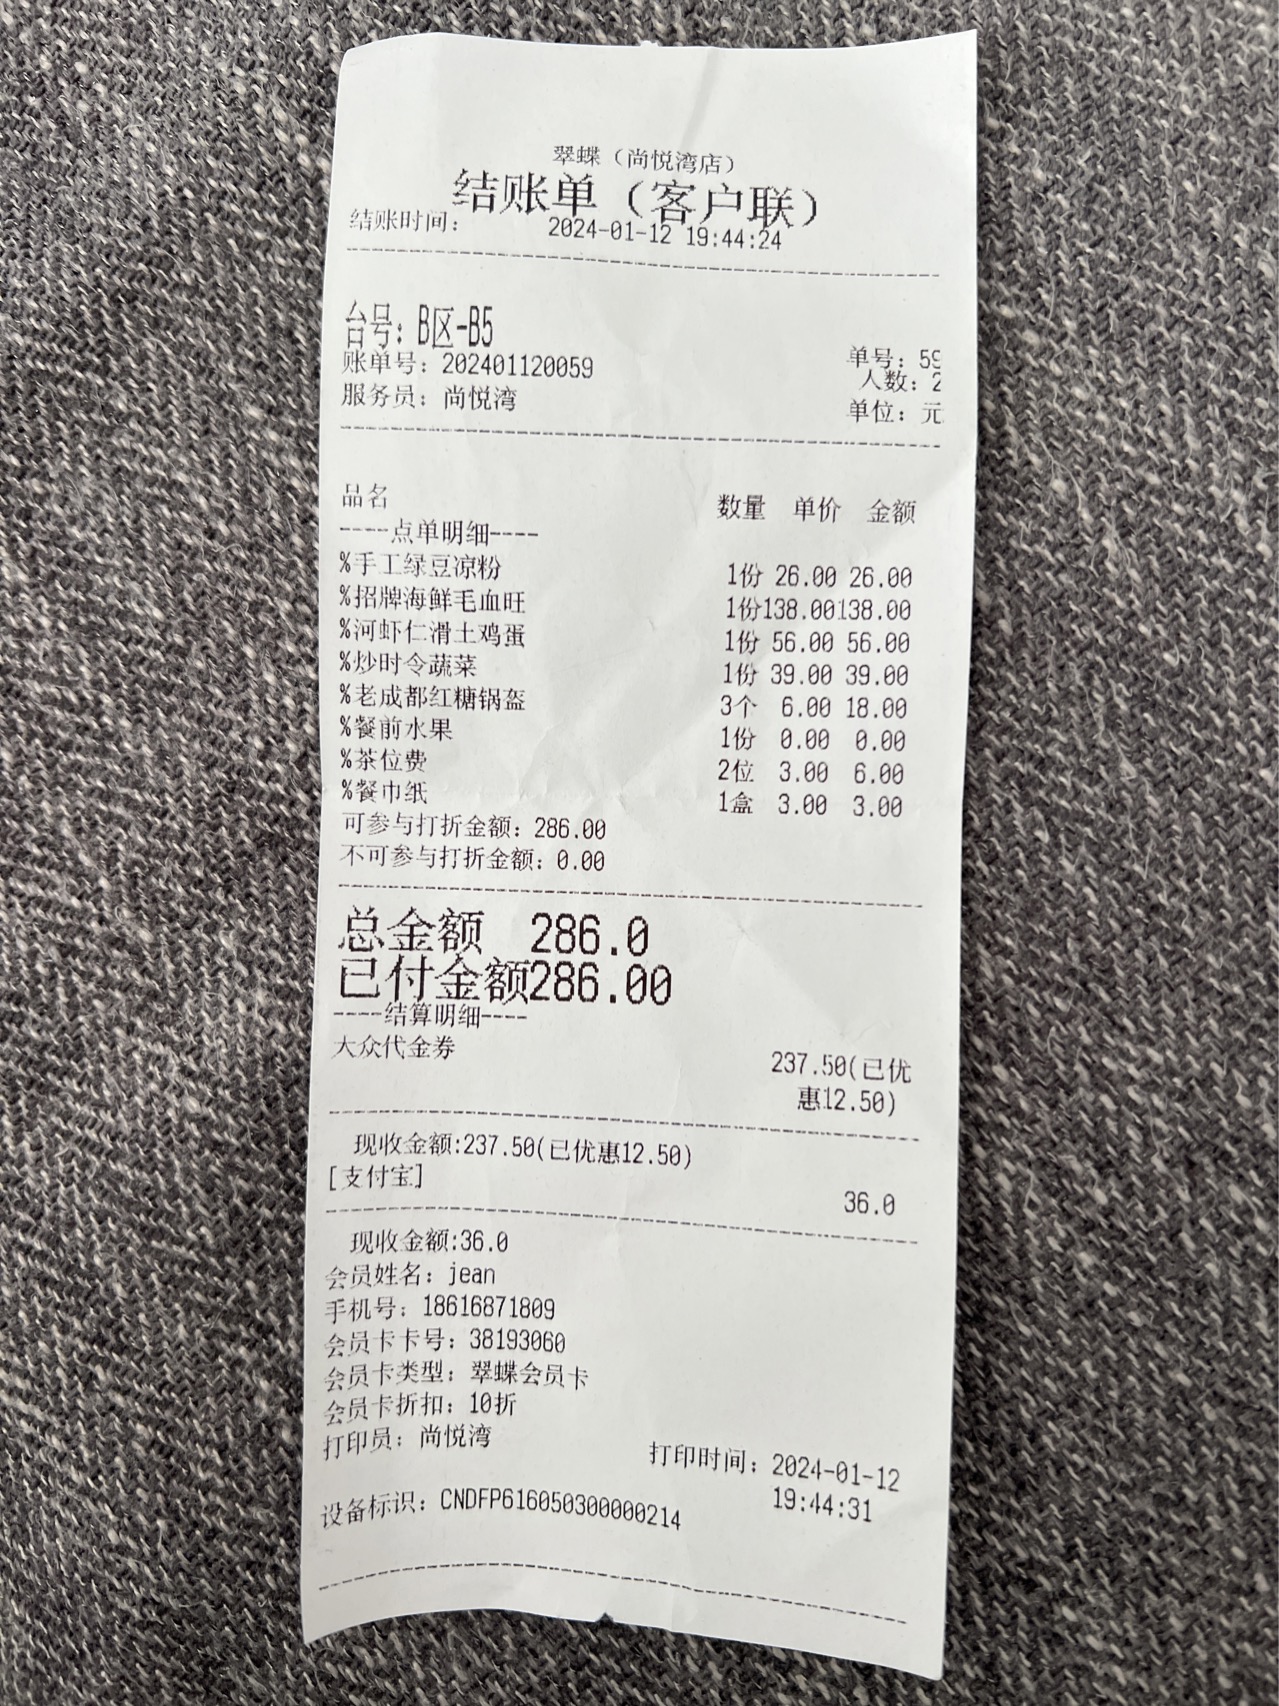 翠蝶（尚悦湾店）
结账单（客户联）
结账时间： 2024-01-12 19:44:24
台号：B区-B5
账单号：202401120059 单号：59
人数：2
服务员：尚悦湾 单位：元
品名 数量 单价 金额
----点单明细----
%手工绿豆凉粉 1份 26.00 26.00
%招牌海鲜毛血旺 1份138.00138.00
%河虾仁滑土鸡蛋 1份 56.00 56.00
%炒时令蔬菜 1份 39.00 39.00
%老成都红糖锅盔 3个 6.00 18.00
%餐前水果 1份 0.00 0.00
%茶位费 2位 3.00 6.00
%餐巾纸 1盒 3.00 3.00
可参与打折金额：286.00
不可参与打折金额：0.00
总金额 286.0
已付金额286.00
----结算明细----
大众代金券 237.50(已优
惠12.50)
现收金额:237.50(已优惠12.50)
[支付宝] 36.0
现收金额:36.0
会员姓名：jean
手机号：18616871809
会员卡卡号：38193060
会员卡类型：翠蝶会员卡
会员卡折扣：10折
打印员：尚悦湾 打印时间：2024-01-12
19:44:31
设备标识：CNDFP616050300000214